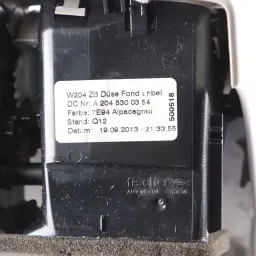 W204 ZB Düse Fond unbel.
DC Nr. A 204 830 03 54
Farbe: 7E94 Alpacagrau
Stand: Q12
Datum: 19.09.2013 - 21:33:55
500518
fischer